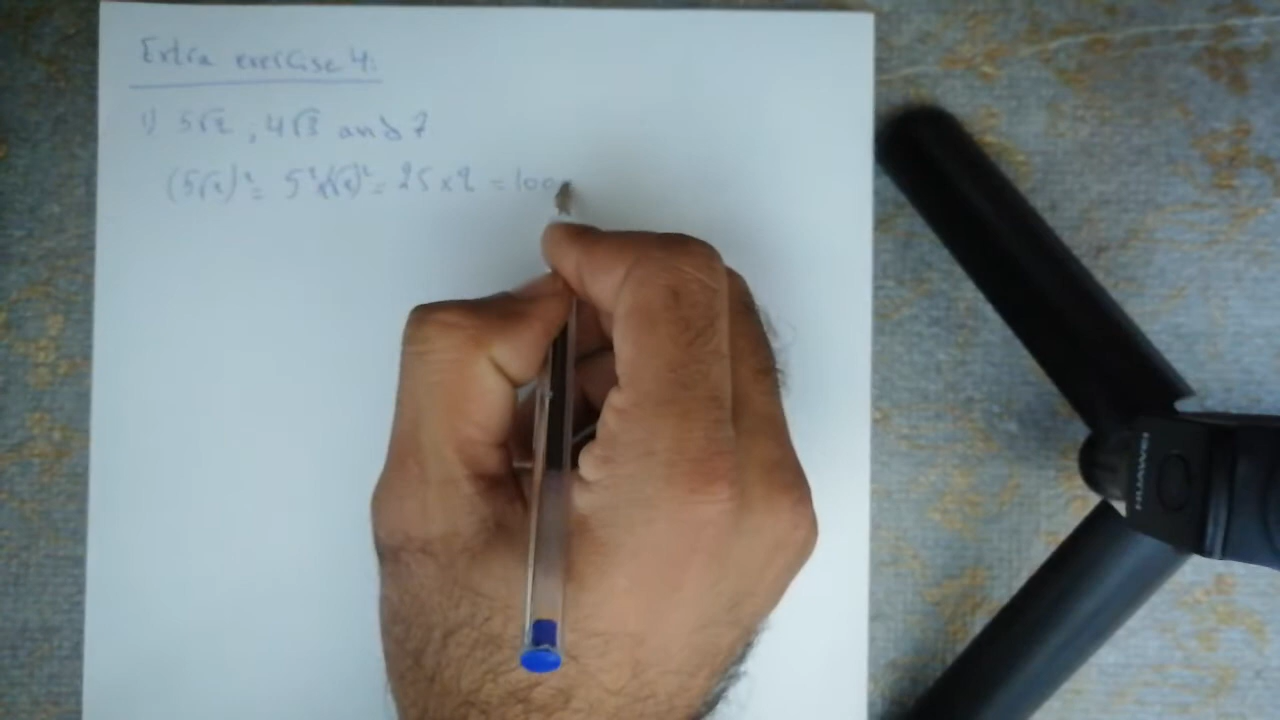 Extra exercise 4:
1) 5√2 , 4√3 and 7
(5√2)² = 5²×(√2)² = 25 × 2 = 100
HUAWEI